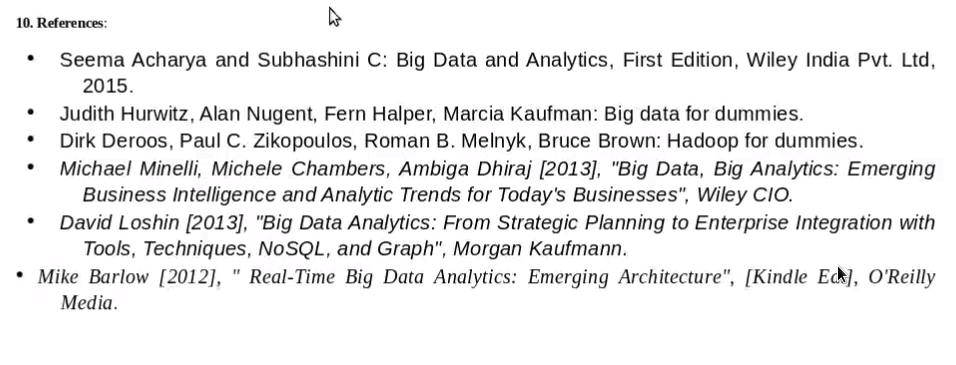 10. References:
• Seema Acharya and Subhashini C: Big Data and Analytics, First Edition, Wiley India Pvt. Ltd,
2015.
• Judith Hurwitz, Alan Nugent, Fern Halper, Marcia Kaufman: Big data for dummies.
• Dirk Deroos, Paul C. Zikopoulos, Roman B. Melnyk, Bruce Brown: Hadoop for dummies.
• Michael Minelli, Michele Chambers, Ambiga Dhiraj [2013], "Big Data, Big Analytics: Emerging
Business Intelligence and Analytic Trends for Today's Businesses", Wiley CIO.
• David Loshin [2013], "Big Data Analytics: From Strategic Planning to Enterprise Integration with
Tools, Techniques, NoSQL, and Graph", Morgan Kaufmann.
• Mike Barlow [2012], " Real-Time Big Data Analytics: Emerging Architecture", [Kindle O'Reilly
Media.